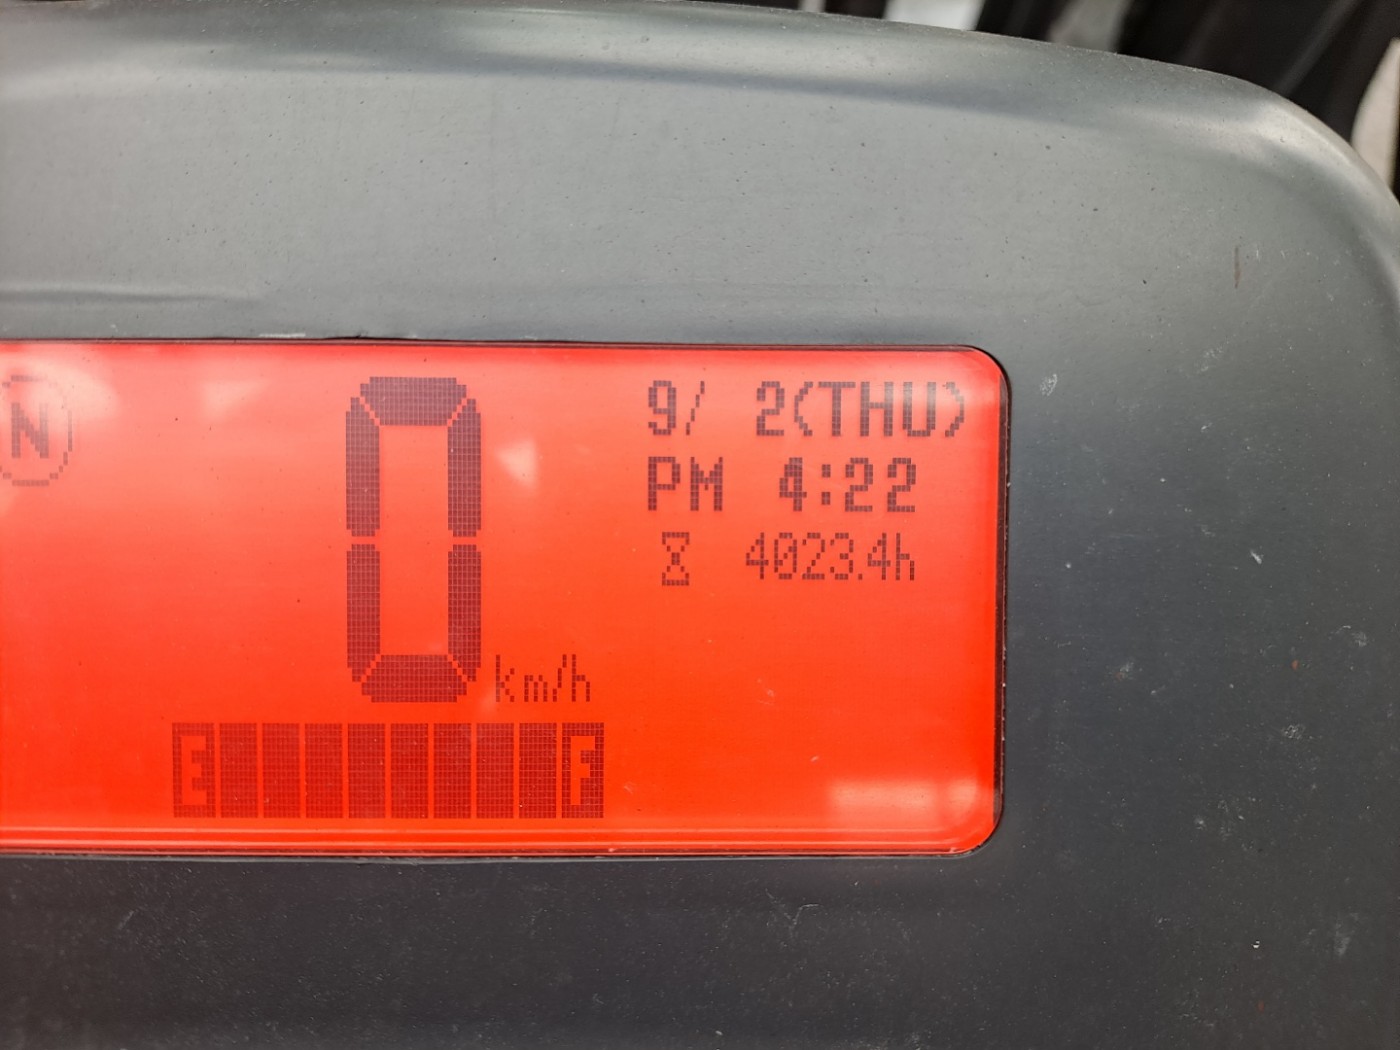 N
0 km/h
9/ 2(THU)
PM 4:22
4023.4h
E F